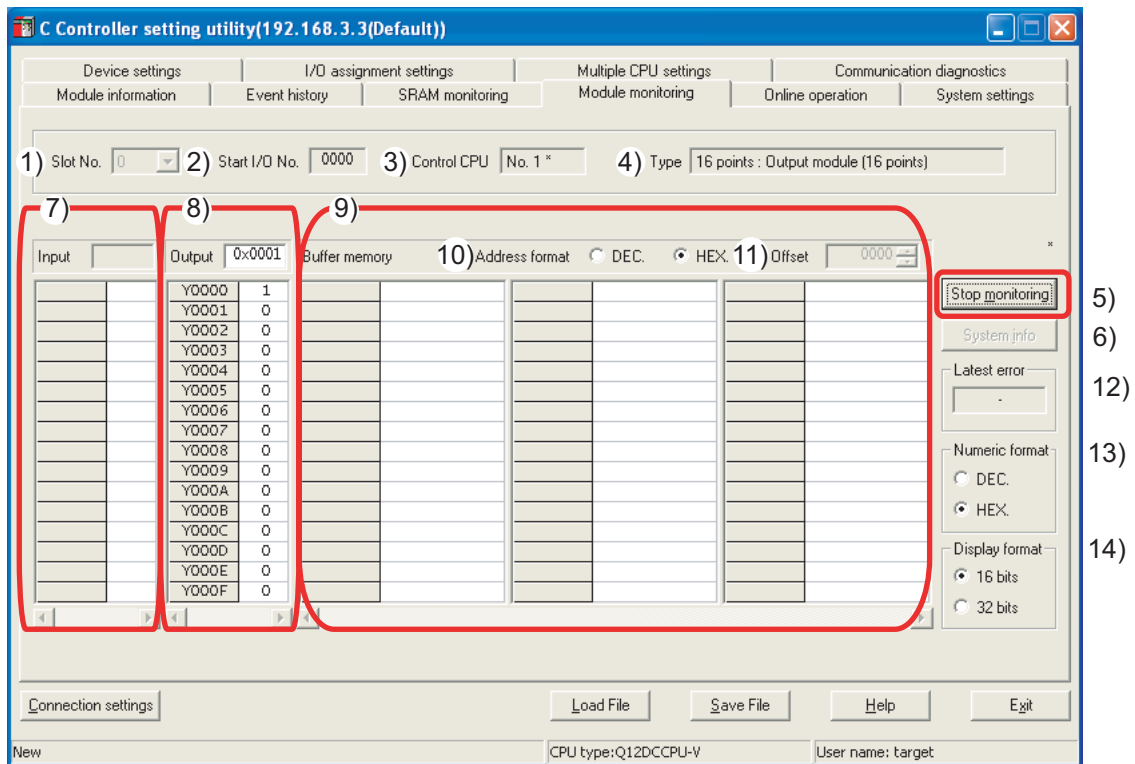 C Controller setting utility(192.168.3.3(Default))
Device settings I/O assignment settings Multiple CPU settings Communication diagnostics
Module information Event history SRAM monitoring Module monitoring Online operation System settings
1) Slot No. 0 2) Start I/O No. 0000 3) Control CPU No. 1 * 4) Type 16 points : Output module (16 points)
7) 8) 9)
Input Output 0x0001 Buffer memory 10) Address format DEC. HEX. 11) Offset 0000 *
Y0000 1
Y0001 0
Y0002 0
Y0003 0
Y0004 0
Y0005 0
Y0006 0
Y0007 0
Y0008 0
Y0009 0
Y000A 0
Y000B 0
Y000C 0
Y000D 0
Y000E 0
Y000F 0
Stop monitoring 5)
System info 6)
Latest error 12)
-
Numeric format 13)
DEC.
HEX.
Display format 14)
16 bits
32 bits
Connection settings Load File Save File Help Exit
New CPU type:Q12DCCPU-V User name: target